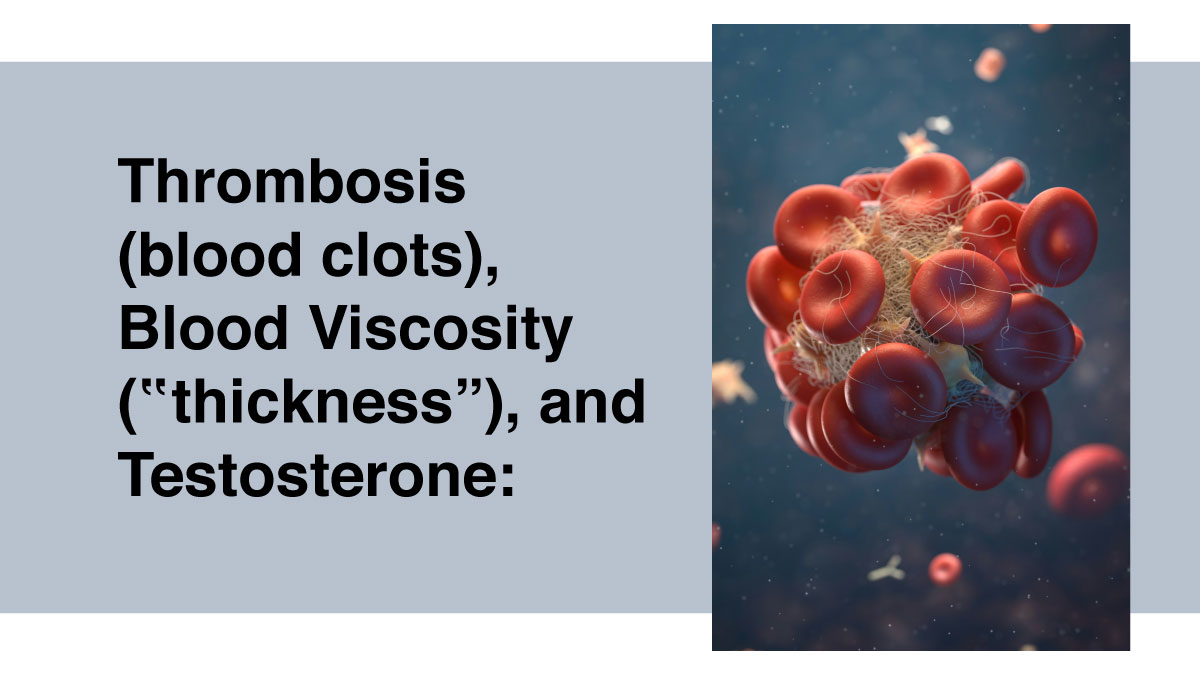 Thrombosis
(blood clots),
Blood Viscosity
(‟thickness”), and
Testosterone: